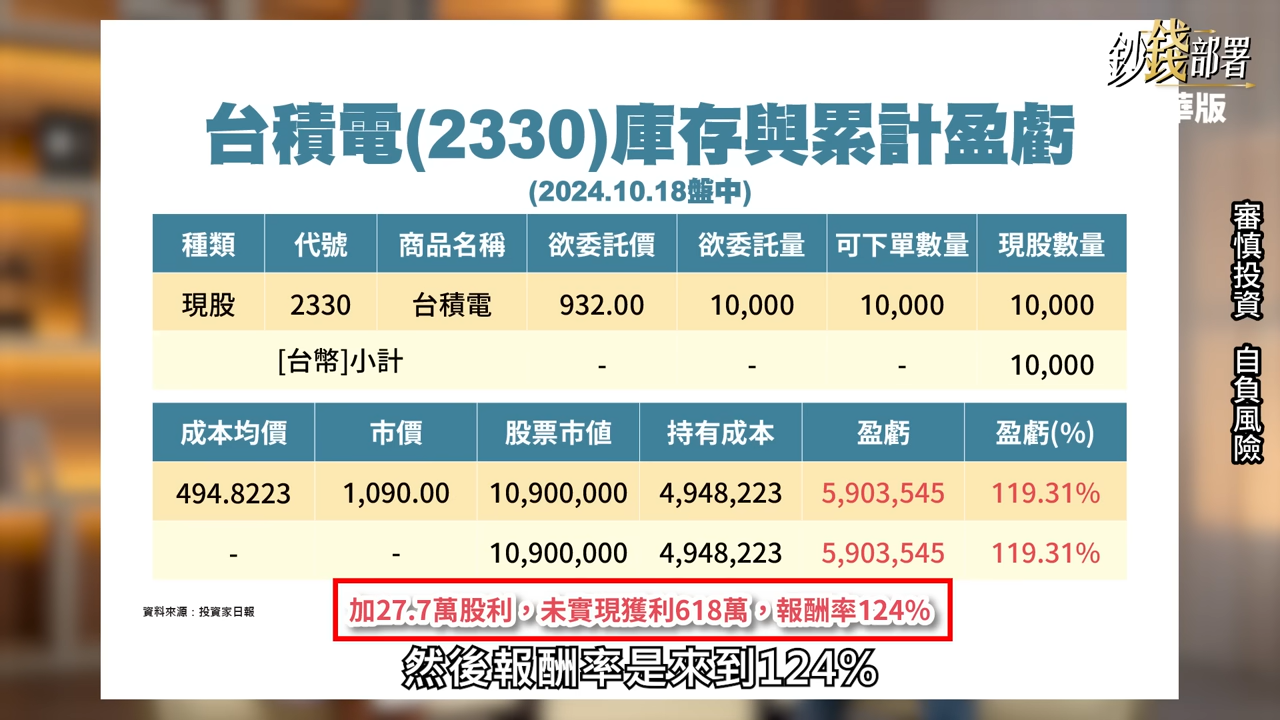 鈔錢部署
華版
台積電(2330)庫存與累計盈虧
(2024.10.18盤中)
種類 代號 商品名稱 欲委託價 欲委託量 可下單數量 現股數量
現股 2330 台積電 932.00 10,000 10,000 10,000
[台幣]小計 - - - 10,000
成本均價 市價 股票市值 持有成本 盈虧 盈虧(%)
494.8223 1,090.00 10,900,000 4,948,223 5,903,545 119.31%
- - 10,900,000 4,948,223 5,903,545 119.31%
資料來源：投資家日報
加27.7萬股利，未實現獲利618萬，報酬率124%
然後報酬率是來到124%
審慎投資 自負風險